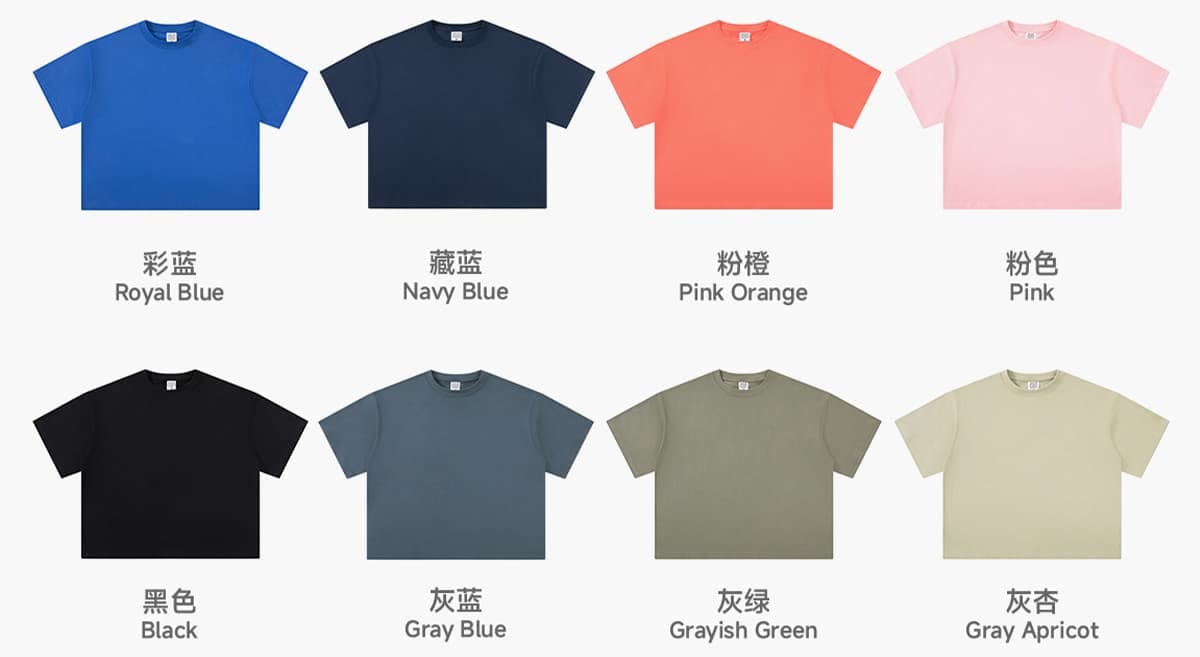 彩蓝
Royal Blue
藏蓝
Navy Blue
粉橙
Pink Orange
粉色
Pink
黑色
Black
灰蓝
Gray Blue
灰绿
Grayish Green
灰杏
Gray Apricot